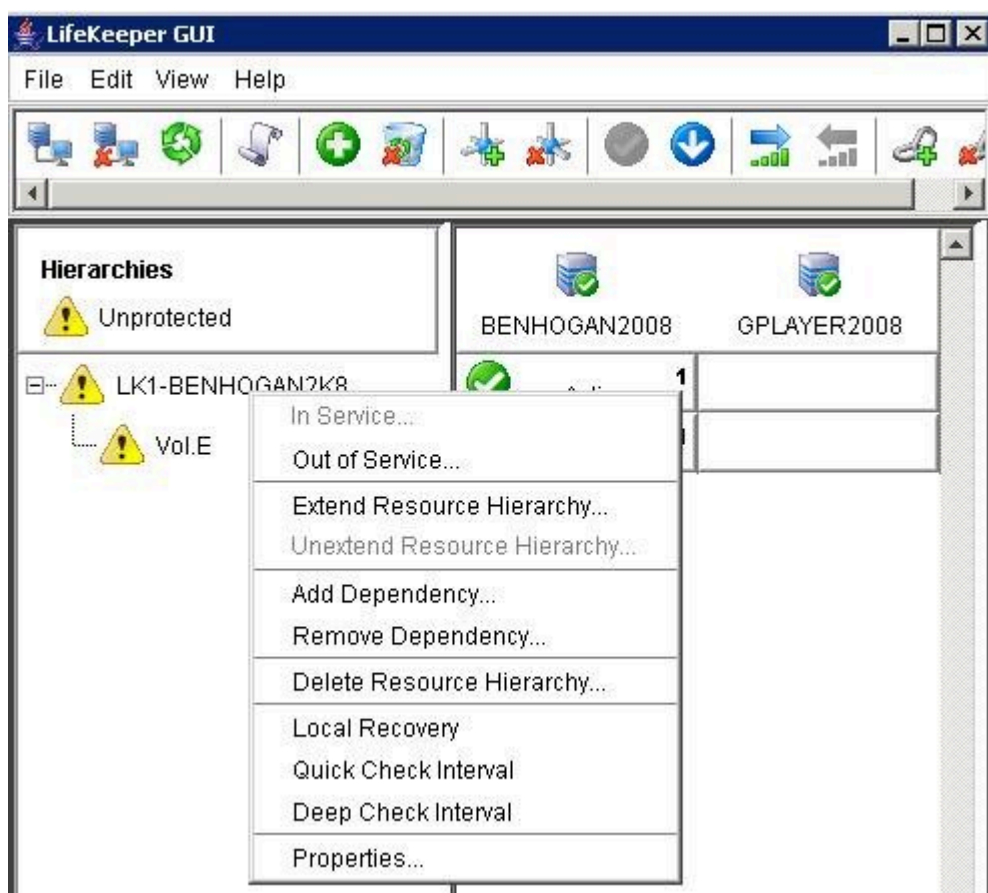 LifeKeeper GUI
File Edit View Help
Hierarchies
Unprotected
BENHOGAN2008 GPLAYER2008
LK1-BENHOGAN2K8
1
Vol.E
In Service...
Out of Service...
Extend Resource Hierarchy...
Unextend Resource Hierarchy...
Add Dependency...
Remove Dependency...
Delete Resource Hierarchy...
Local Recovery
Quick Check Interval
Deep Check Interval
Properties...